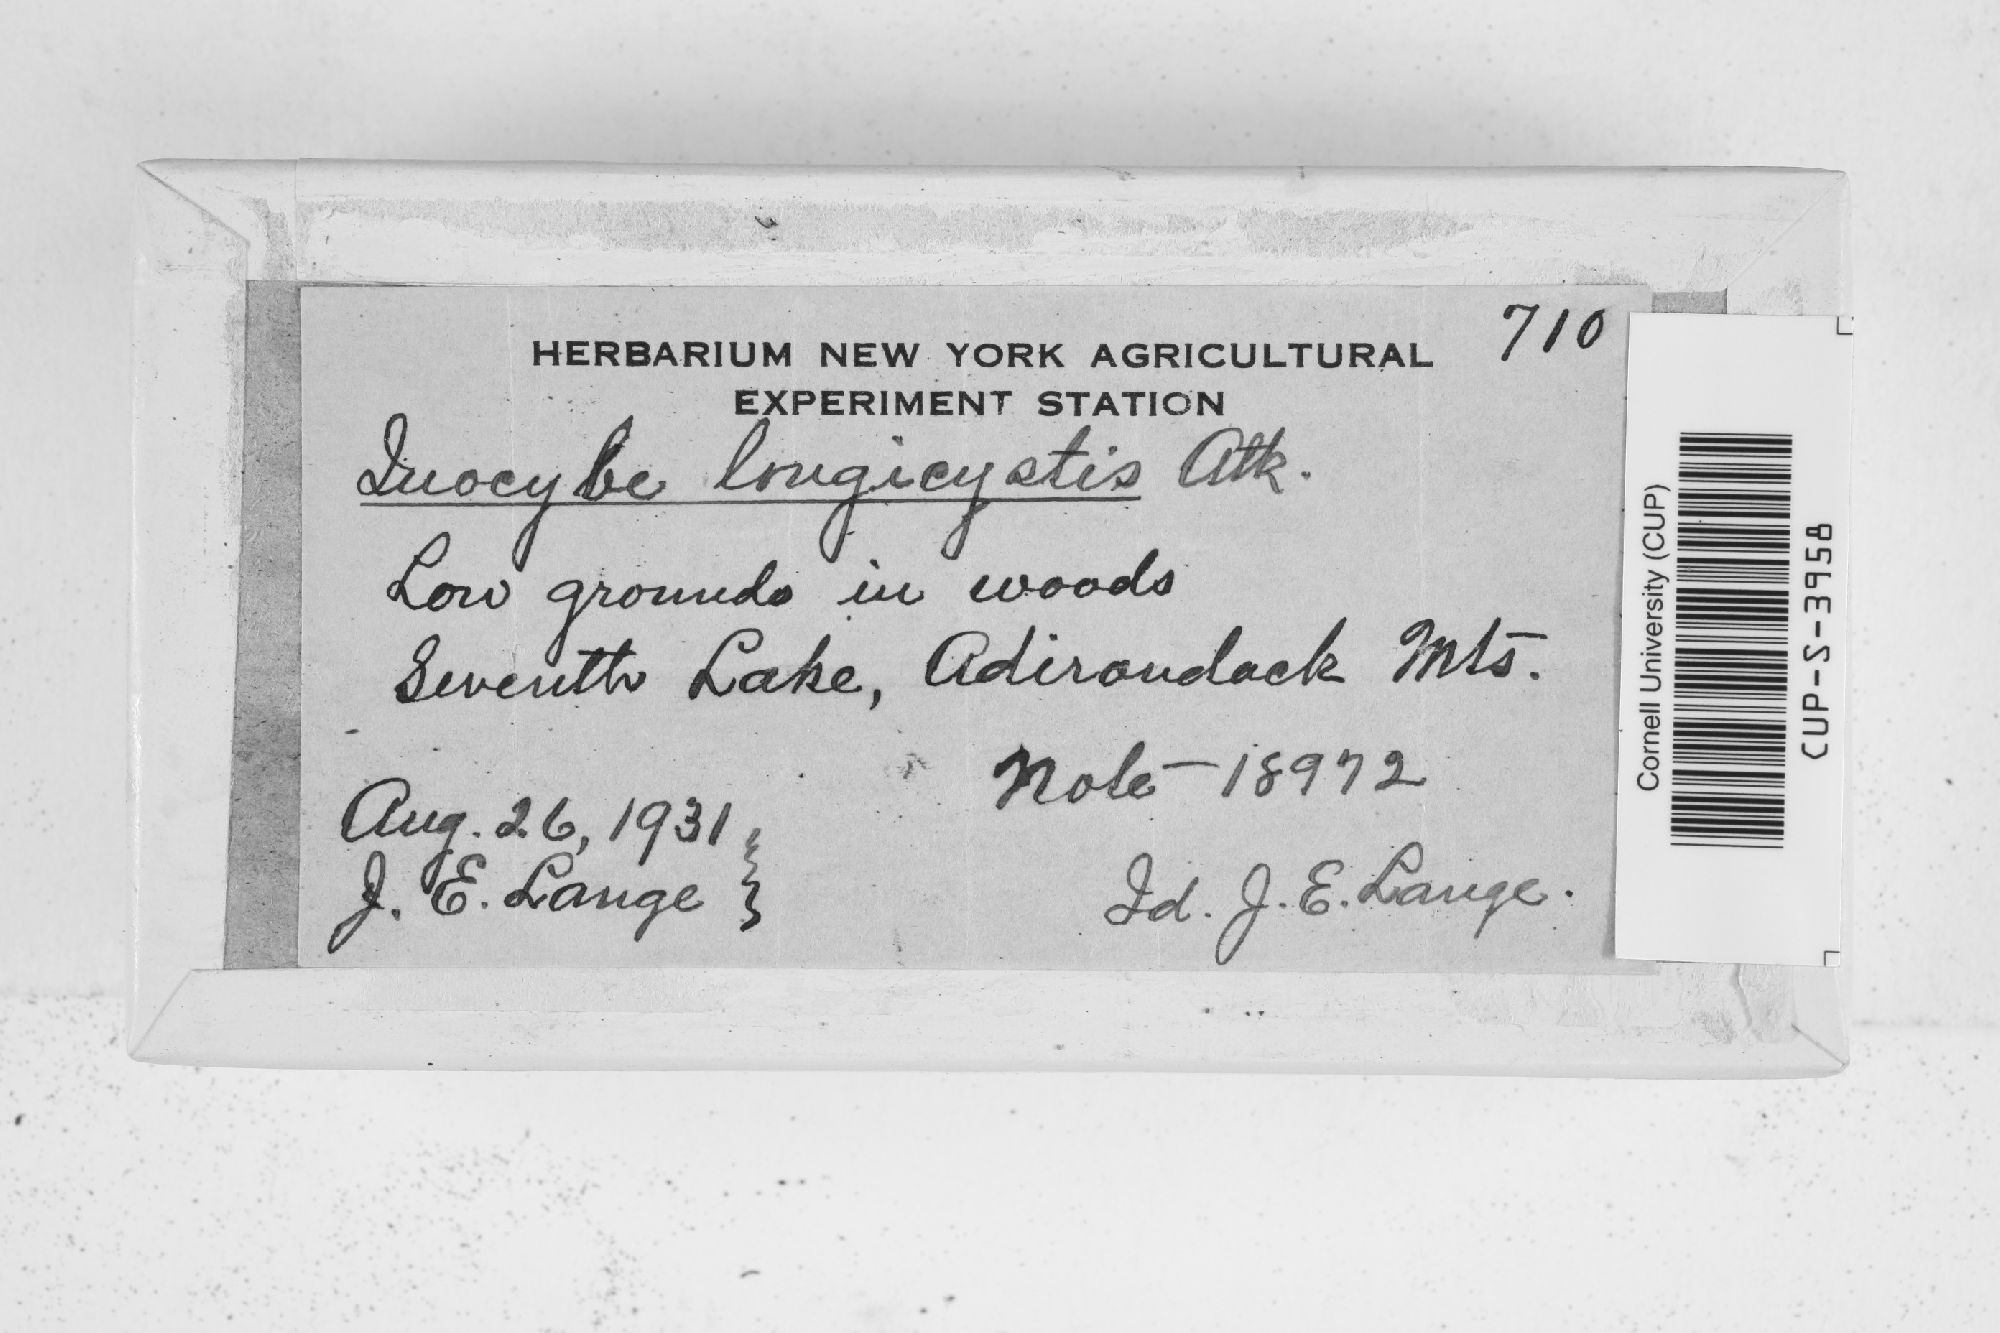 710
HERBARIUM NEW YORK AGRICULTURAL
EXPERIMENT STATION
Inocybe longicystis Atk.
Low grounds in woods
Seventh Lake, Adirondack Mts.
Note - 18972
Aug. 26, 1931,
J. E. Lange }
Id. J. E. Lange.
Cornell University (CUP)
CUP-S-3958